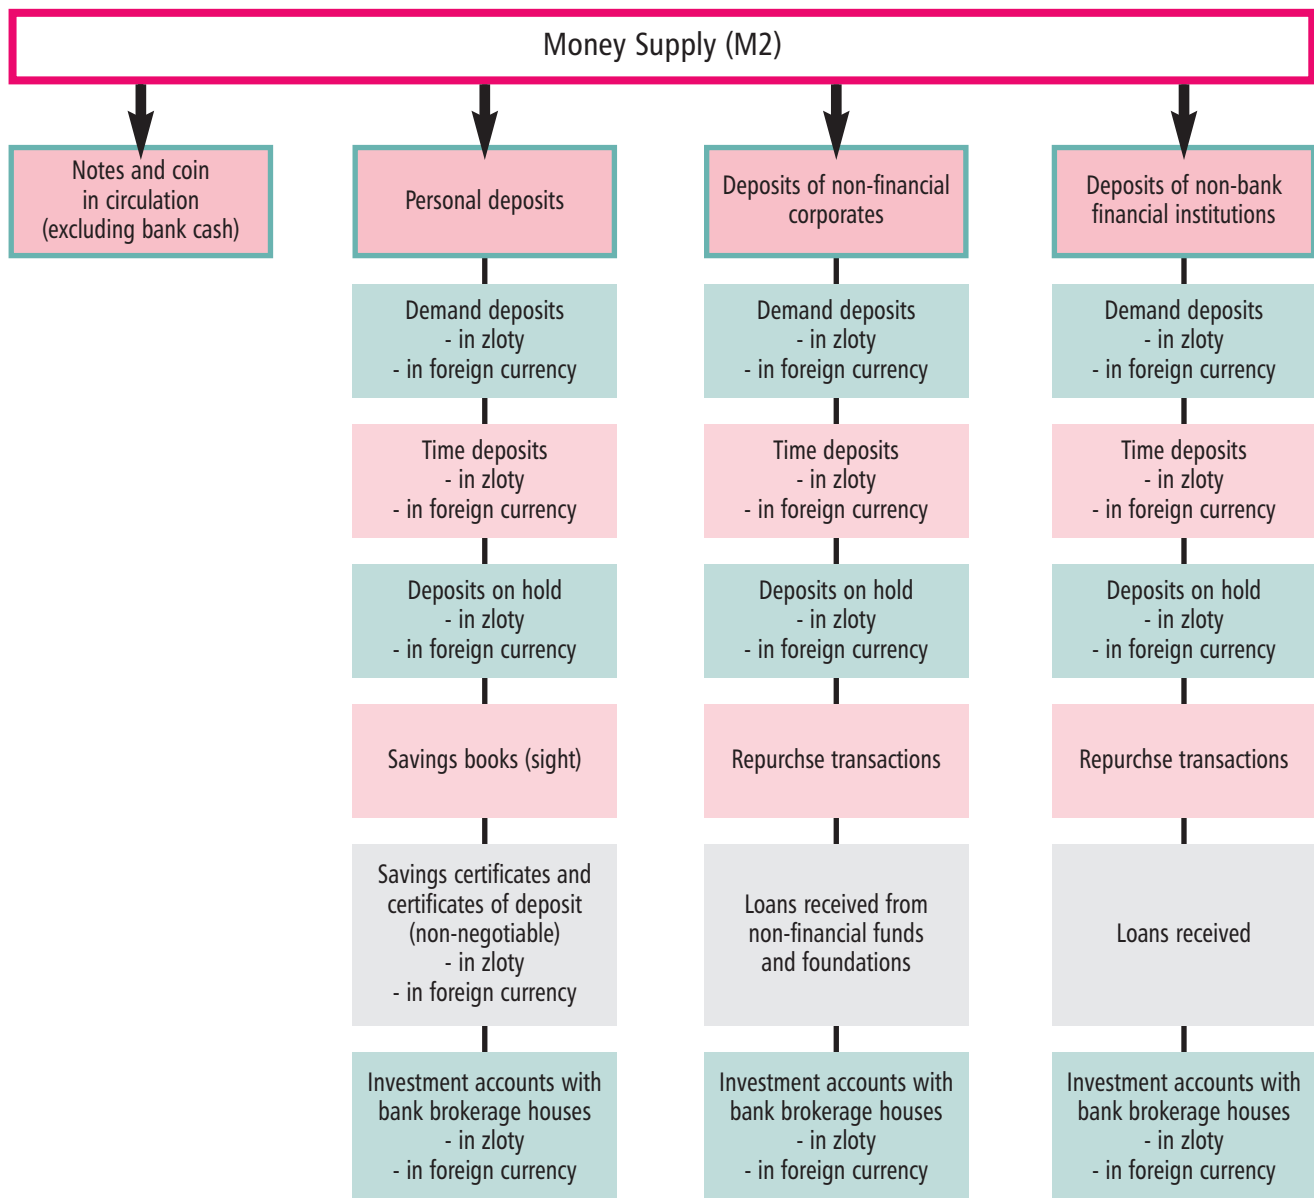 Money Supply (M2)
Notes and coin
in circulation
(excluding bank cash)
Personal deposits
Demand deposits
- in zloty
- in foreign currency
Time deposits
- in zloty
- in foreign currency
Deposits on hold
- in zloty
- in foreign currency
Savings books (sight)
Savings certificates and
certificates of deposit
(non-negotiable)
- in zloty
- in foreign currency
Investment accounts with
bank brokerage houses
- in zloty
- in foreign currency
Deposits of non-financial
corporates
Demand deposits
- in zloty
- in foreign currency
Time deposits
- in zloty
- in foreign currency
Deposits on hold
- in zloty
- in foreign currency
Repurchse transactions
Loans received from
non-financial funds
and foundations
Investment accounts with
bank brokerage houses
- in zloty
- in foreign currency
Deposits of non-bank
financial institutions
Demand deposits
- in zloty
- in foreign currency
Time deposits
- in zloty
- in foreign currency
Deposits on hold
- in zloty
- in foreign currency
Repurchse transactions
Loans received
Investment accounts with
bank brokerage houses
- in zloty
- in foreign currency